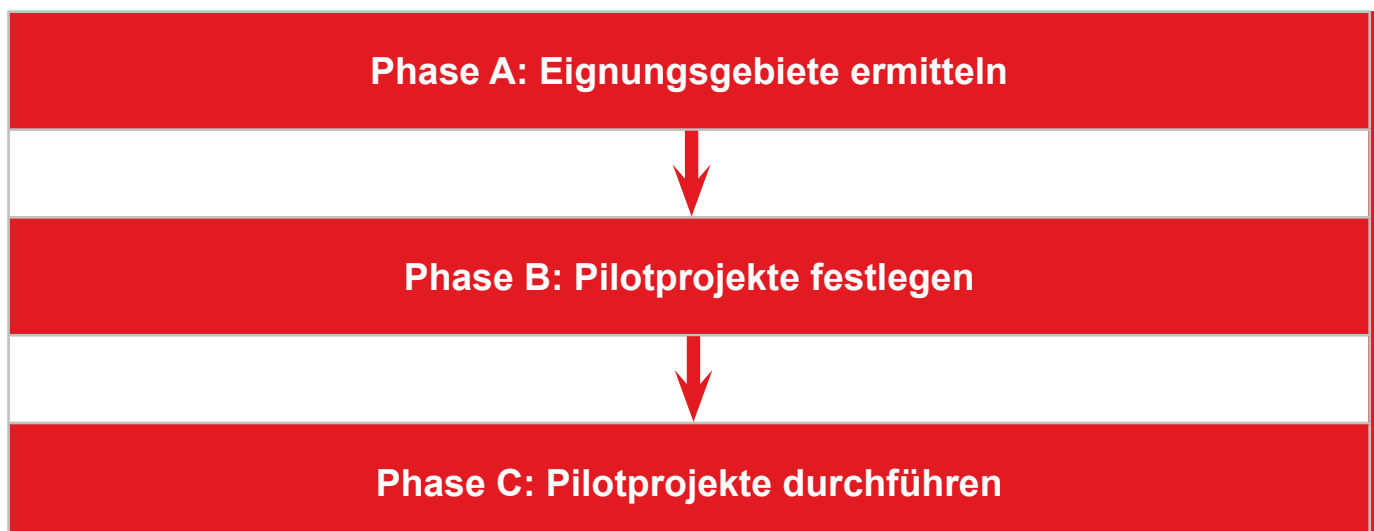 Phase A: Eignungsgebiete ermitteln
Phase B: Pilotprojekte festlegen
Phase C: Pilotprojekte durchführen